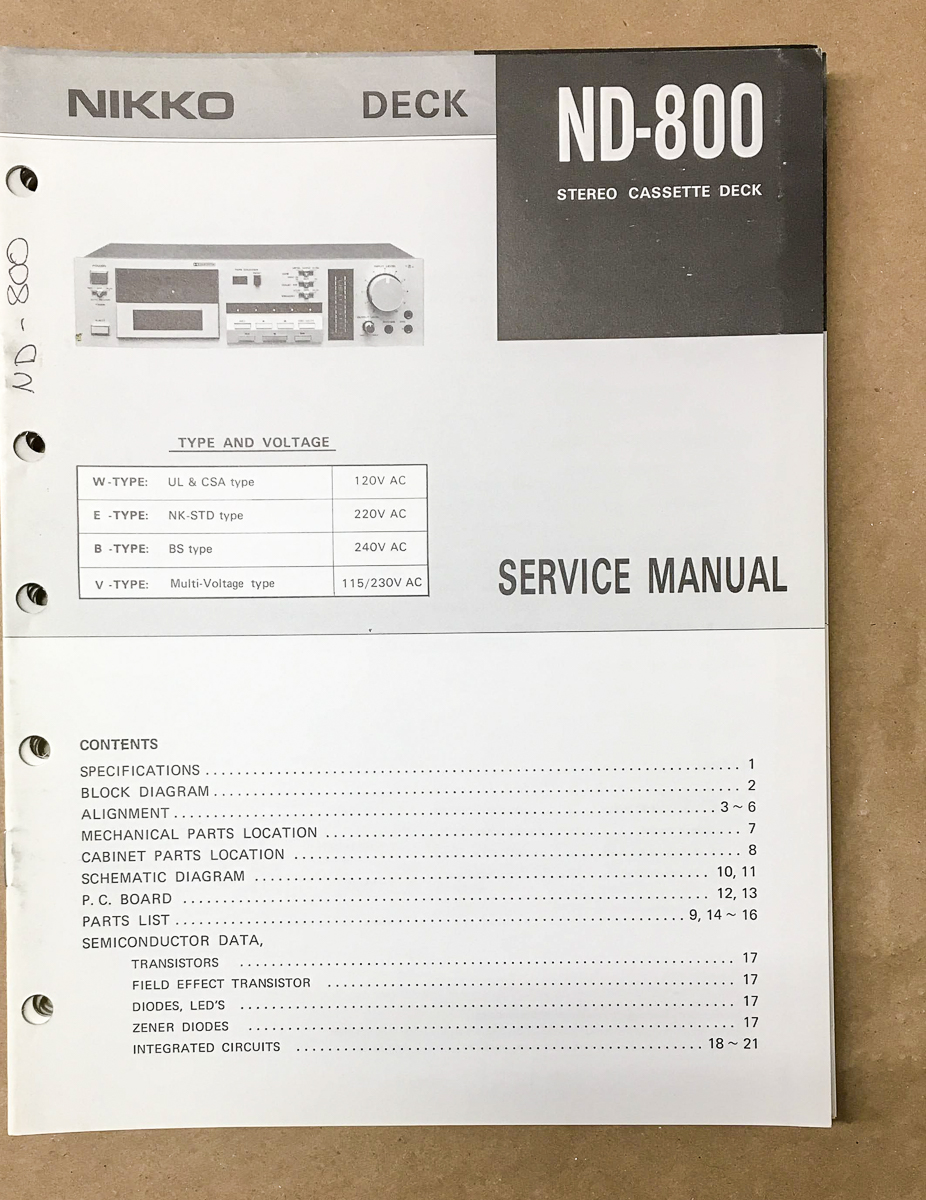 NIKKO DECK
ND-800
STEREO CASSETTE DECK
ND-800
TYPE AND VOLTAGE
W-TYPE: UL & CSA type 120V AC
E -TYPE: NK-STD type 220V AC
B -TYPE: BS type 240V AC
V -TYPE: Multi-Voltage type 115/230V AC
SERVICE MANUAL
CONTENTS
SPECIFICATIONS ........ 1
BLOCK DIAGRAM ........ 2
ALIGNMENT ........ 3 ~ 6
MECHANICAL PARTS LOCATION ........ 7
CABINET PARTS LOCATION ........ 8
SCHEMATIC DIAGRAM ........ 10, 11
P. C. BOARD ........ 12, 13
PARTS LIST ........ 9, 14 ~ 16
SEMICONDUCTOR DATA,
TRANSISTORS ........ 17
FIELD EFFECT TRANSISTOR ........ 17
DIODES, LED'S ........ 17
ZENER DIODES ........ 17
INTEGRATED CIRCUITS ........ 18 ~ 21